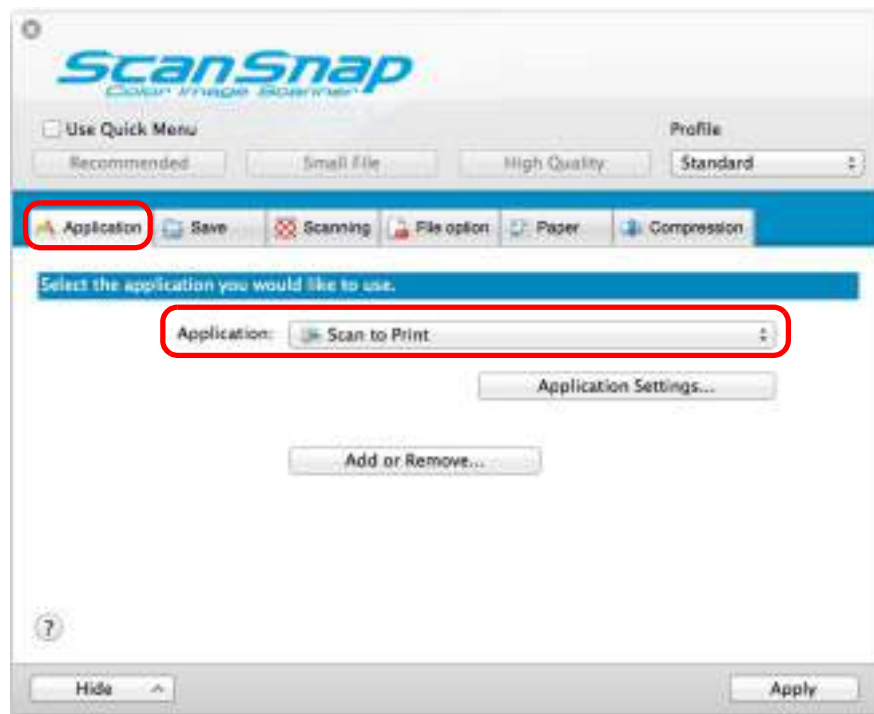 ScanSnap
Color Image Scanner
Use Quick Menu
Profile
Recommended Small File High Quality Standard
Application Save Scanning File option Paper Compression
Select the application you would like to use.
Application: Scan to Print
Application Settings...
Add or Remove...
?
Hide Apply